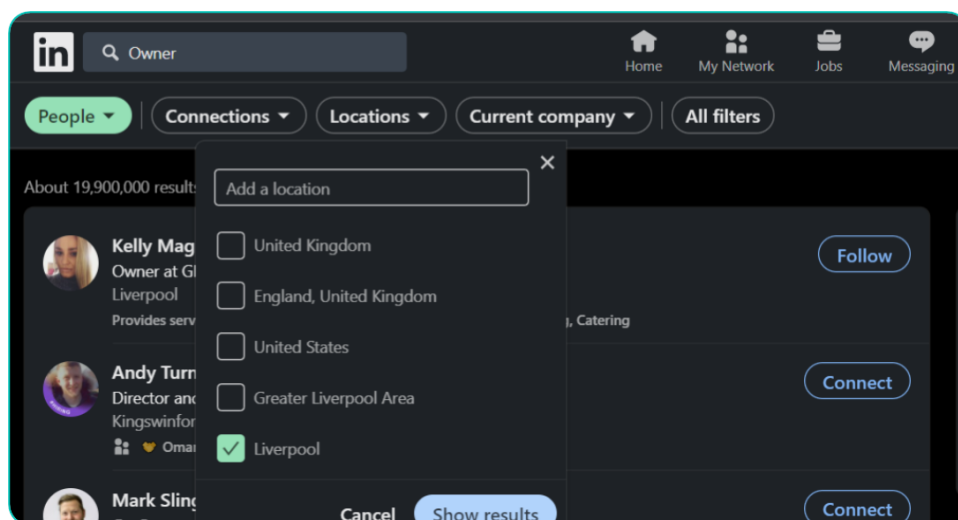 in
Owner
Home
My Network
Jobs
Messaging
People
Connections
Locations
Current company
All filters
About 19,900,000 result
Add a location
United Kingdom
England, United Kingdom
United States
Greater Liverpool Area
Liverpool
Cancel
Show results
Kelly Mag
Owner at
Liverpool
Provides serv
, Catering
Follow
Andy Turn
Director and
Kingswinfor
Omar
Connect
Mark Sling
Connect